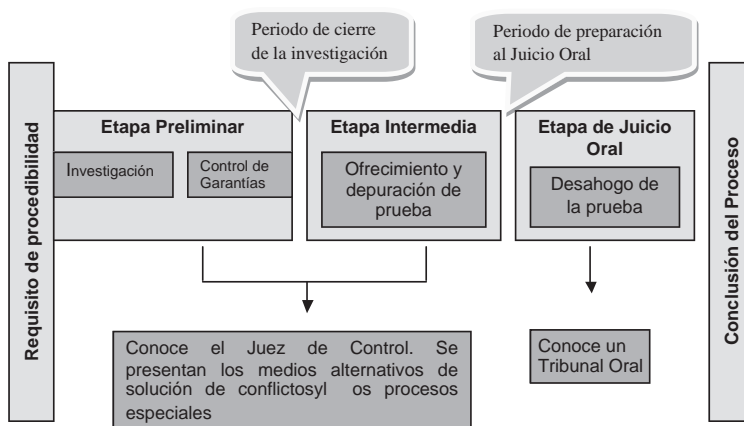 Periodo de cierre
de la investigación
Periodo de preparación
al Juicio Oral
Requisito de procedibilidad
Etapa Preliminar
Investigación
Control de
Garantías
Etapa Intermedia
Ofrecimiento y
depuración de
prueba
Etapa de Juicio
Oral
Desahogo de
la prueba
Conclusión del Proceso
Conoce el Juez de Control. Se
presentan los medios alternativos de
solución de conflictosyl os procesos
especiales
Conoce un
Tribunal Oral